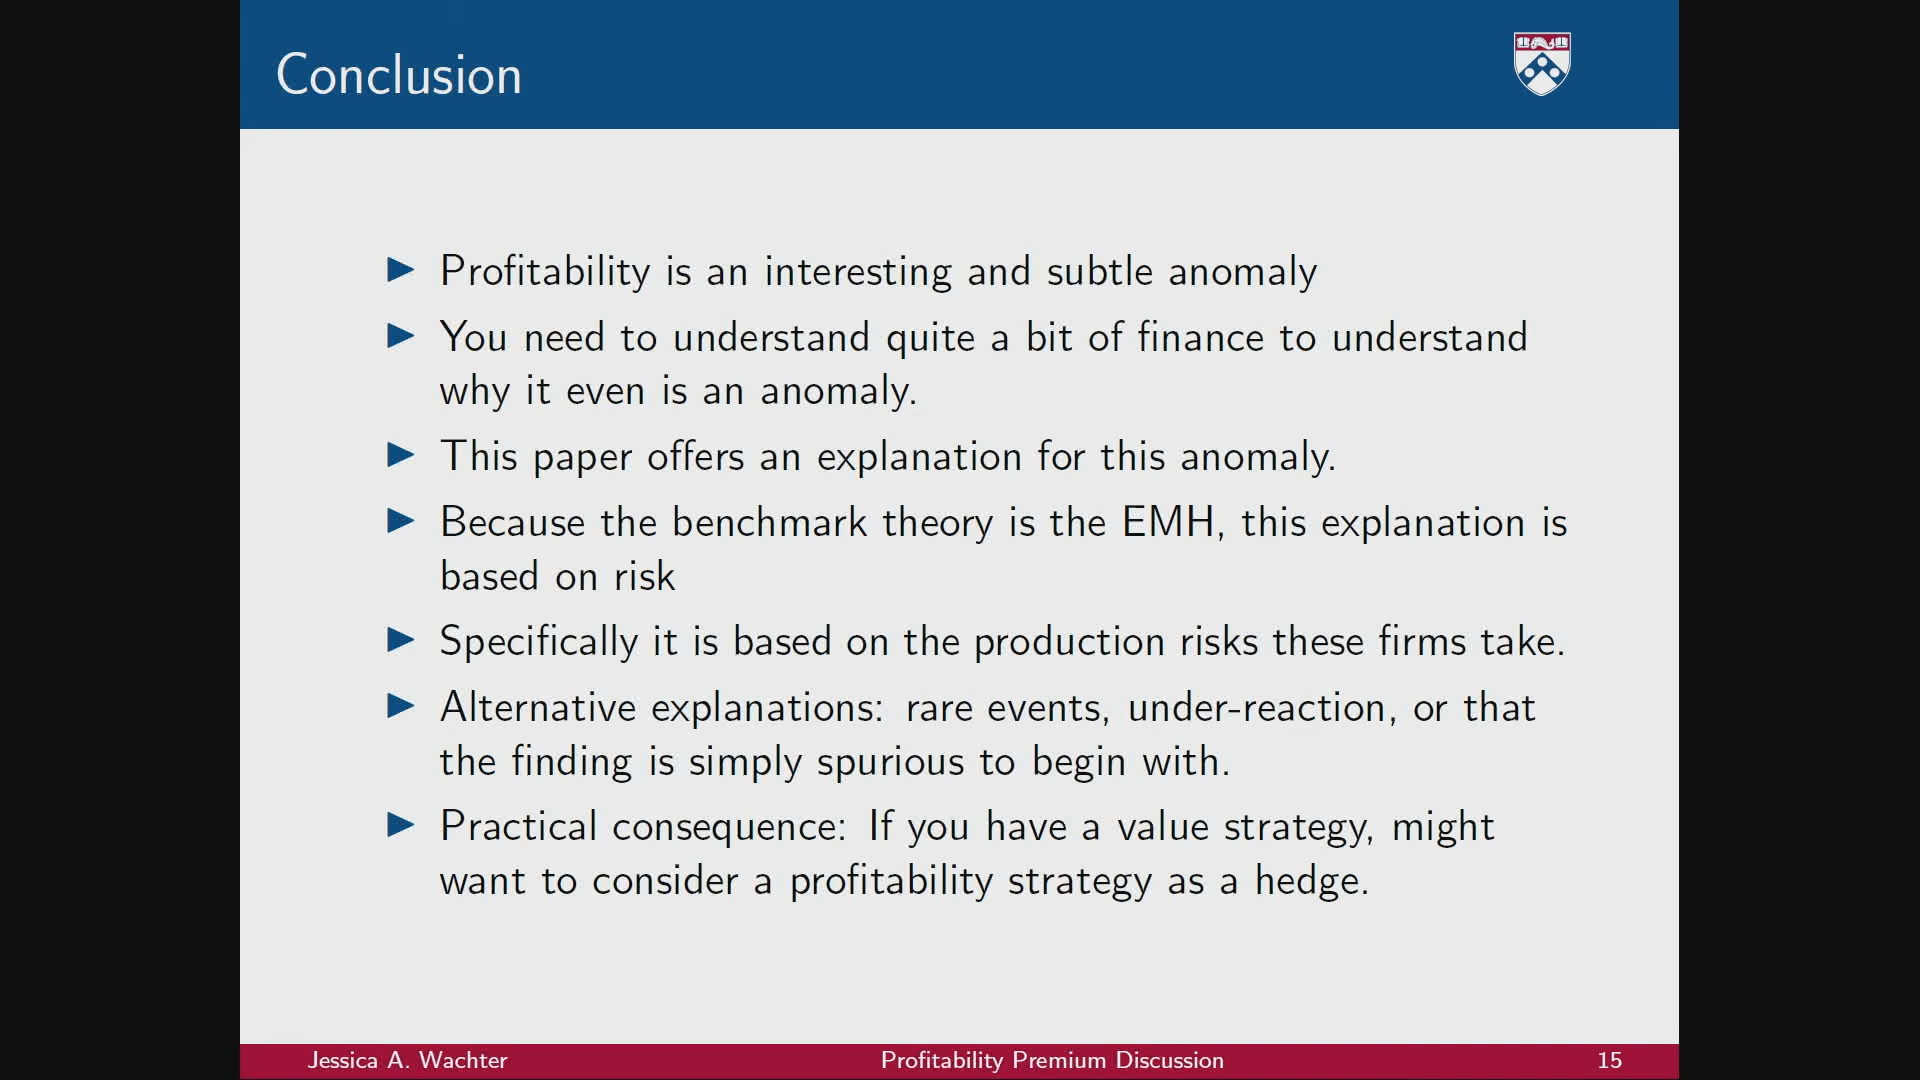 Conclusion
Profitability is an interesting and subtle anomaly
You need to understand quite a bit of finance to understand
why it even is an anomaly.
This paper offers an explanation for this anomaly.
Because the benchmark theory is the EMH, this explanation is
based on risk
Specifically it is based on the production risks these firms take.
Alternative explanations: rare events, under-reaction, or that
the finding is simply spurious to begin with.
Practical consequence: If you have a value strategy, might
want to consider a profitability strategy as a hedge.
Jessica A. Wachter
Profitability Premium Discussion
15